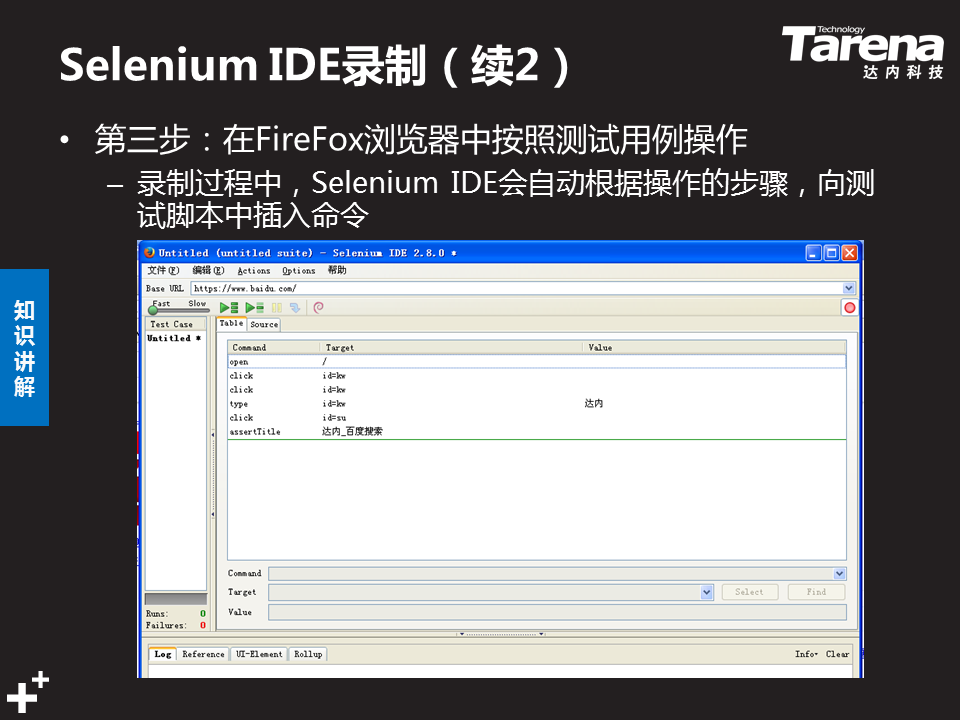 Selenium IDE录制（续2）
Technology
Tarena
达内科技
• 第三步：在FireFox浏览器中按照测试用例操作
– 录制过程中，Selenium IDE会自动根据操作的步骤，向测
试脚本中插入命令
知识讲解
Untitled (untitled suite) - Selenium IDE 2.8.0 *
文件(F) 编辑(E) Actions Options 帮助
Base URL https://www.baidu.com/
Fast Slow
Test Case Table Source
Untitled *
Command Target Value
open /
click id=kw
click id=kw
type id=kw 达内
click id=su
assertTitle 达内_百度搜索
Command
Target Select Find
Value
Runs: 0
Failures: 0
Log Reference UI-Element Rollup Info Clear